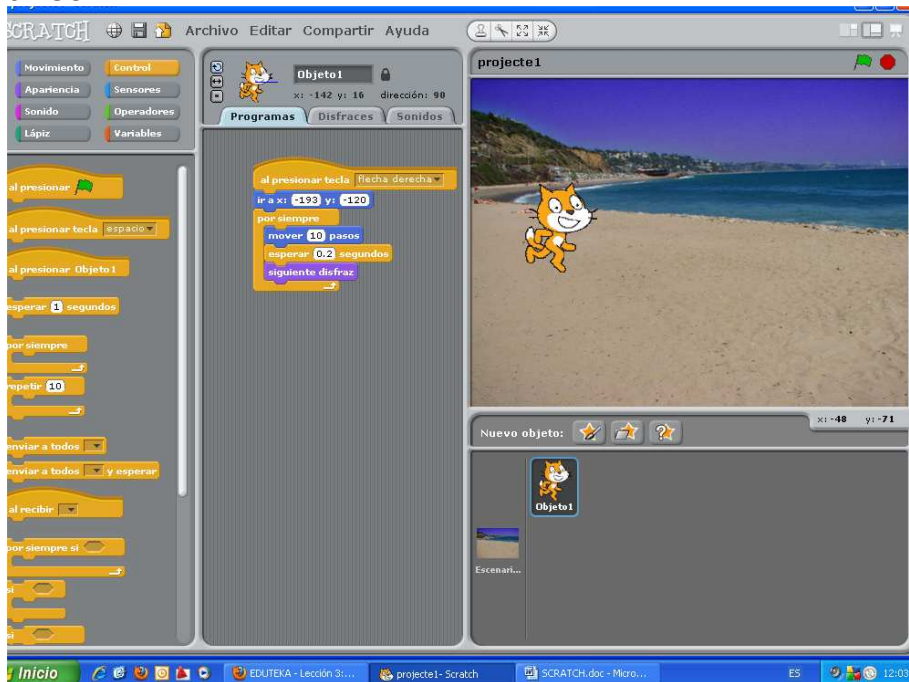 SCRATCH Archivo Editar Compartir Ayuda
Movimiento Control
Apariencia Sensores
Sonido Operadores
Lápiz Variables
al presionar
al presionar tecla espacio
al presionar Objeto1
esperar 1 segundos
por siempre
repetir 10
enviar a todos
enviar a todos y esperar
al recibir
por siempre si
si
si
Objeto1
x: -142 y: 16 dirección: 90
Programas Disfraces Sonidos
al presionar tecla flecha derecha
ir a x: -193 y: -120
por siempre
mover 10 pasos
esperar 0.2 segundos
siguiente disfraz
projecte1
x: -48 y: -71
Nuevo objeto:
Objeto1
Escenari...
Inicio EDUTEKA - Lección 3:... projecte1- Scratch SCRATCH.doc - Micro... ES 12:03